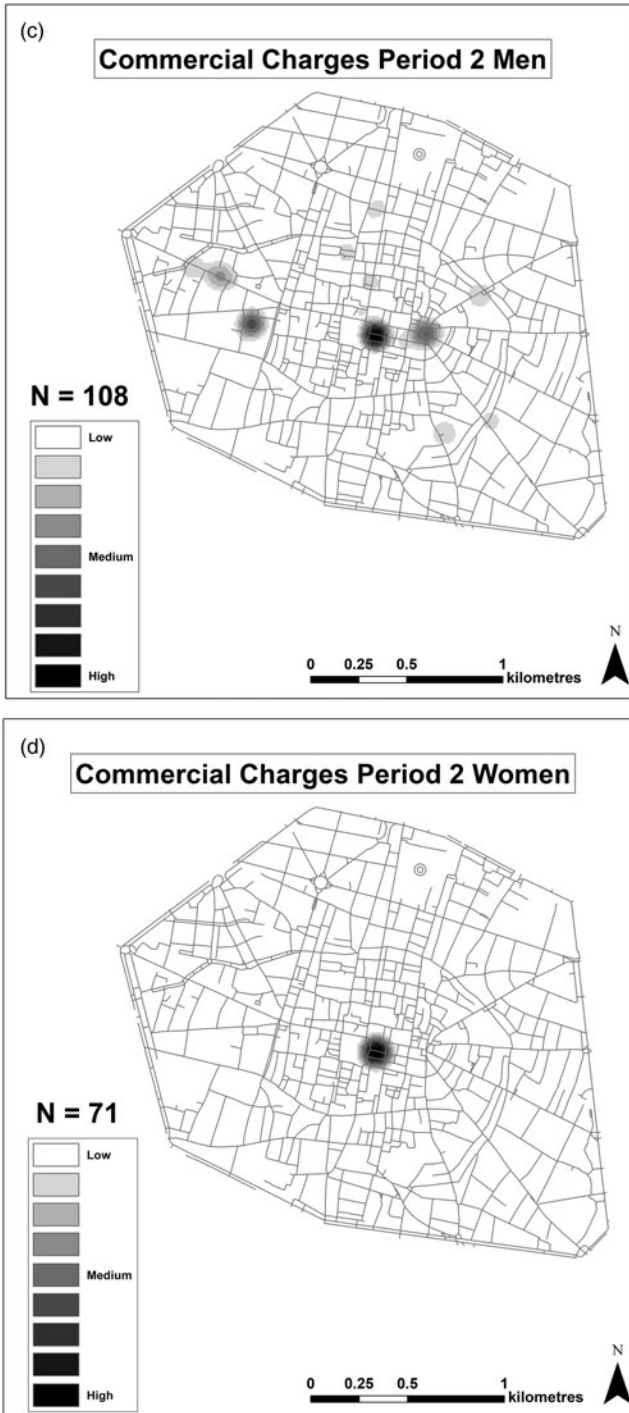 (c)
Commercial Charges Period 2 Men
N = 108
Low
Medium
High
N
0 0.25 0.5 1
kilometres
(d)
Commercial Charges Period 2 Women
N = 71
Low
Medium
High
N
0 0.25 0.5 1
kilometres